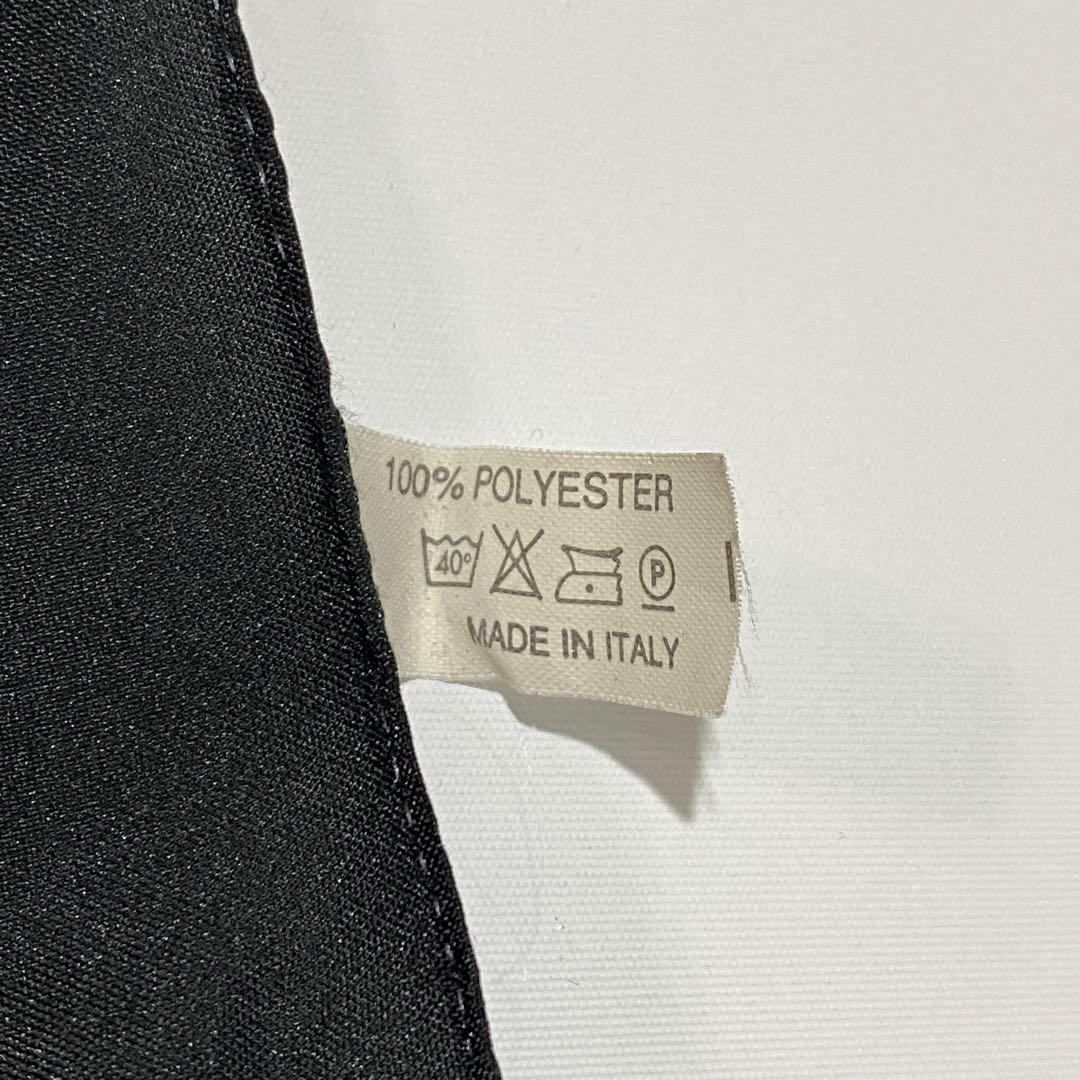 100% POLYESTER
40°
P
MADE IN ITALY